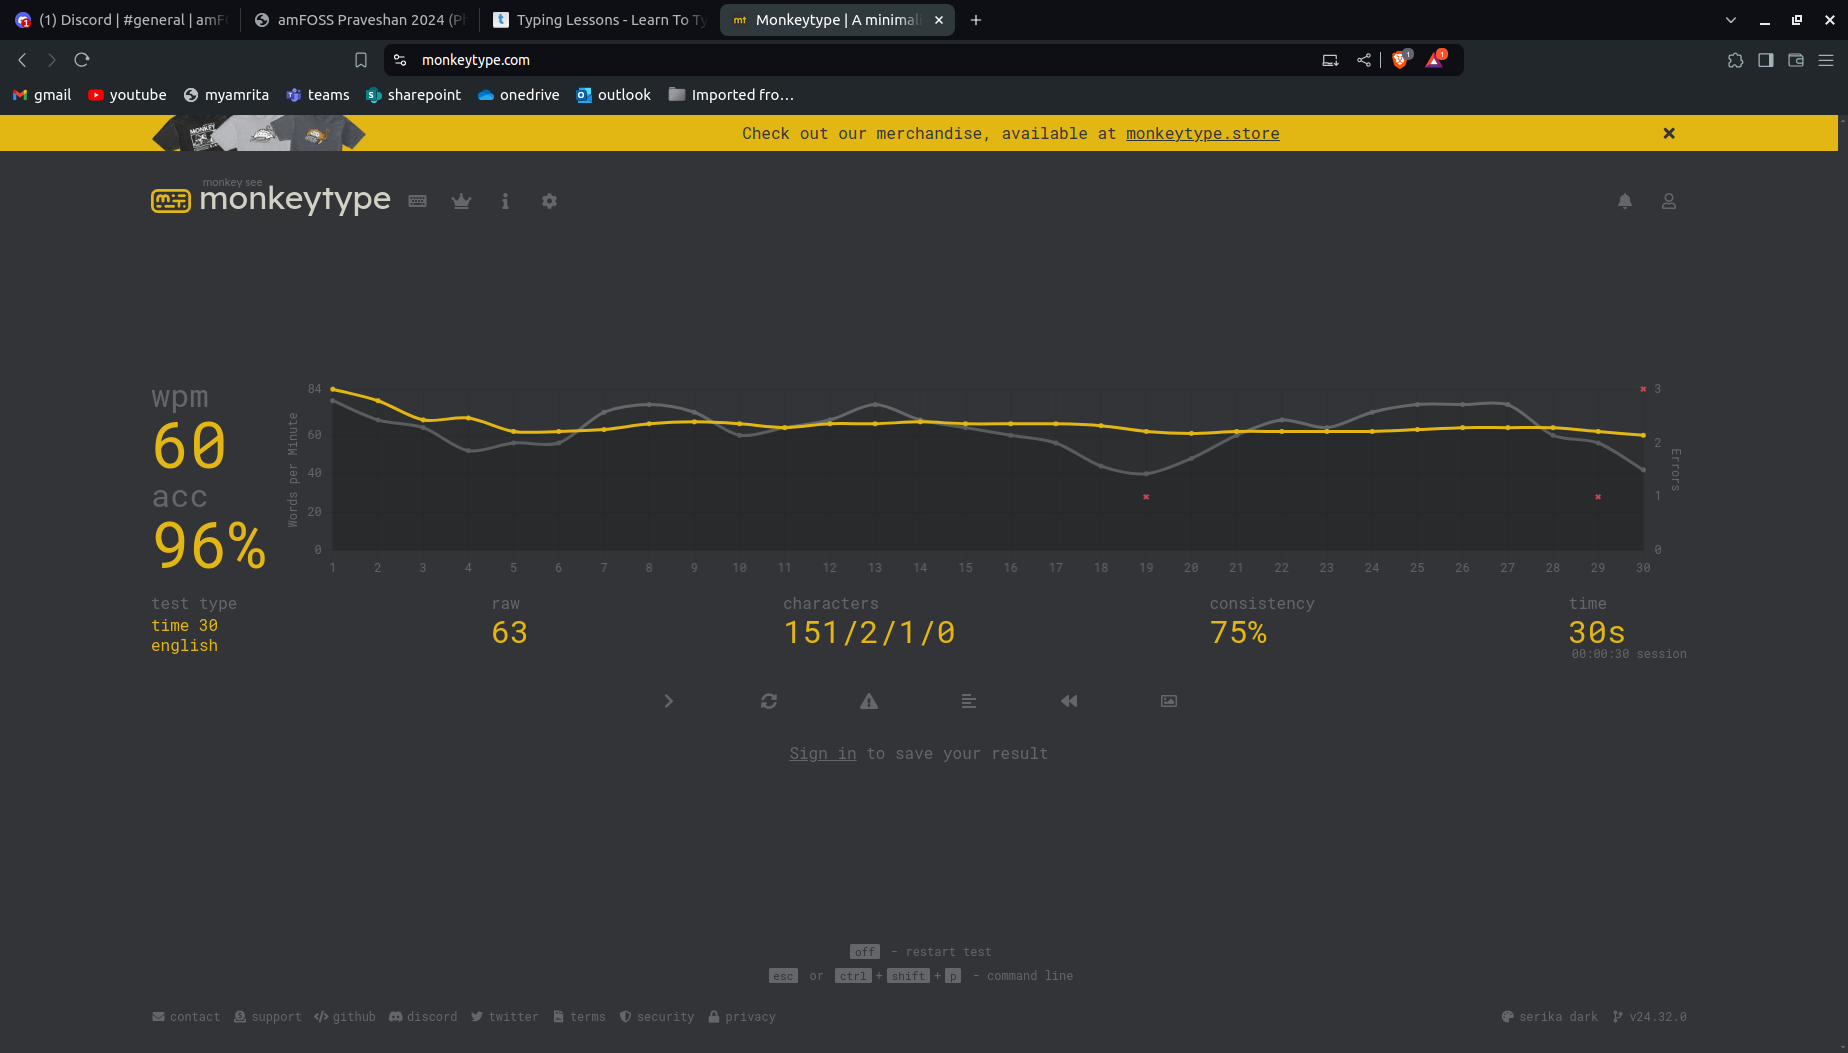 (1) Discord | #general | amF
amFOSS Praveshan 2024 (P
Typing Lessons - Learn To Ty
mt Monkeytype | A minimal
monkeytype.com
1
1
gmail youtube myamrita teams sharepoint onedrive outlook Imported fro...
MONKEY
Check out our merchandise, available at monkeytype.store
monkey see
monkeytype
wpm
60
acc
96%
Words per Minute
84
60
40
20
0
3
2
1
0
Errors
1 2 3 4 5 6 7 8 9 10 11 12 13 14 15 16 17 18 19 20 21 22 23 24 25 26 27 28 29 30
test type
time 30
english
raw
63
characters
151/2/1/0
consistency
75%
time
30s
00:00:30 session
Sign in to save your result
off - restart test
esc or ctrl + shift + p - command line
contact support github discord twitter terms security privacy
serika dark v24.32.0